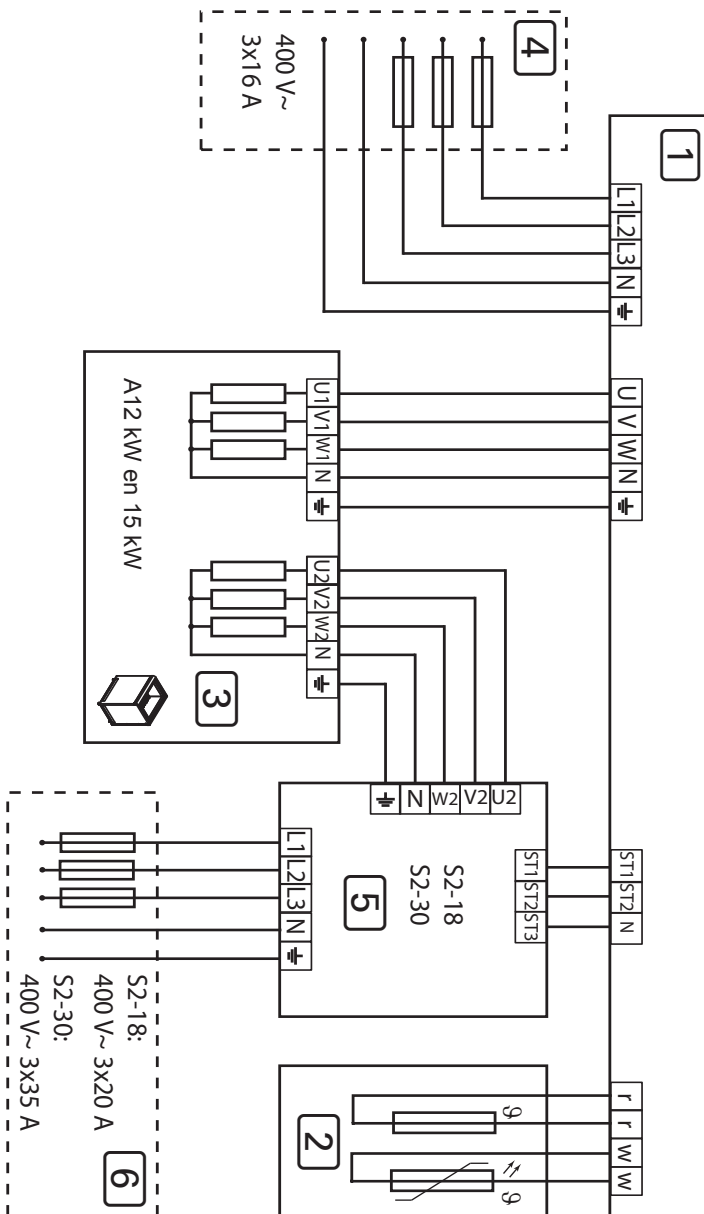 1
L1 L2 L3 N ⏚
U V W N ⏚
ST1 ST2 N
r r w w
4
400 V~
3x16 A
U1 V1 W1 N ⏚
U2 V2 W2 N ⏚
A12 kW en 15 kW
3
ST1 ST2 ST3
U2
V2
W2
N
⏚
S2-18
S2-30
5
L1 L2 L3 N ⏚
S2-18:
400 V~ 3x20 A
S2-30:
400 V~ 3x35 A
6
ϑ
ϑ
2